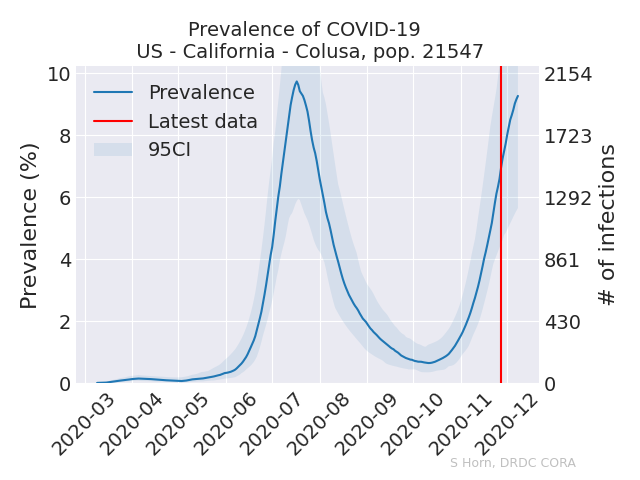 Prevalence of COVID-19
US - California - Colusa, pop. 21547
Prevalence
Latest data
95CI
Prevalence (%)
10
8
6
4
2
0
2154
1723
1292
861
430
0
# of infections
2020-03
2020-04
2020-05
2020-06
2020-07
2020-08
2020-09
2020-10
2020-11
2020-12
S Horn, DRDC CORA